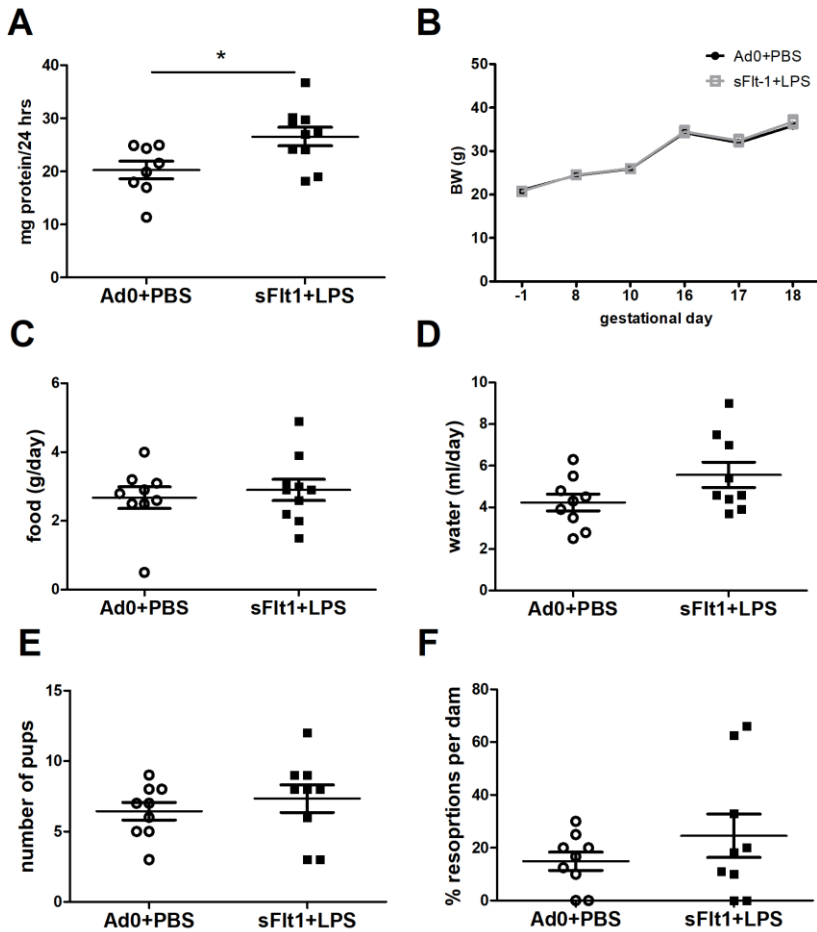 A
*
mg protein/24 hrs
40
30
20
10
0
Ad0+PBS
sFlt1+LPS
B
Ad0+PBS
sFlt-1+LPS
BW (g)
50
40
30
20
10
0
-1
8
10
16
17
18
gestational day
C
food (g/day)
6
4
2
0
Ad0+PBS
sFlt1+LPS
D
water (ml/day)
10
8
6
4
2
0
Ad0+PBS
sFlt1+LPS
E
number of pups
15
10
5
0
Ad0+PBS
sFlt1+LPS
F
% resoprtions per dam
80
60
40
20
0
Ad0+PBS
sFlt1+LPS